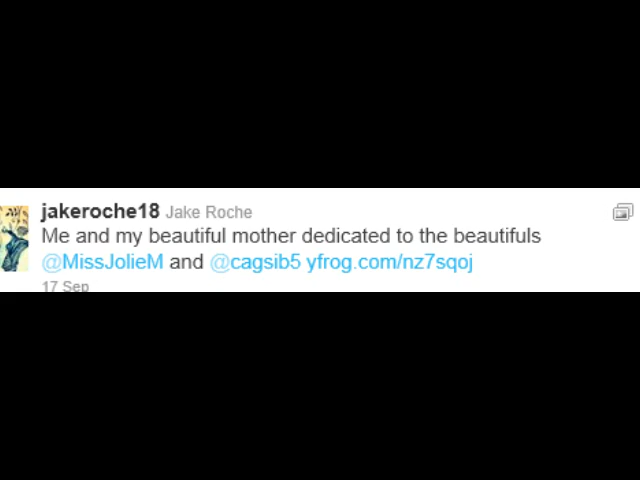 jakeroche18 Jake Roche
Me and my beautiful mother dedicated to the beautifuls
@MissJolieM and @cagsib5 yfrog.com/nz7sqoj
17 Sep